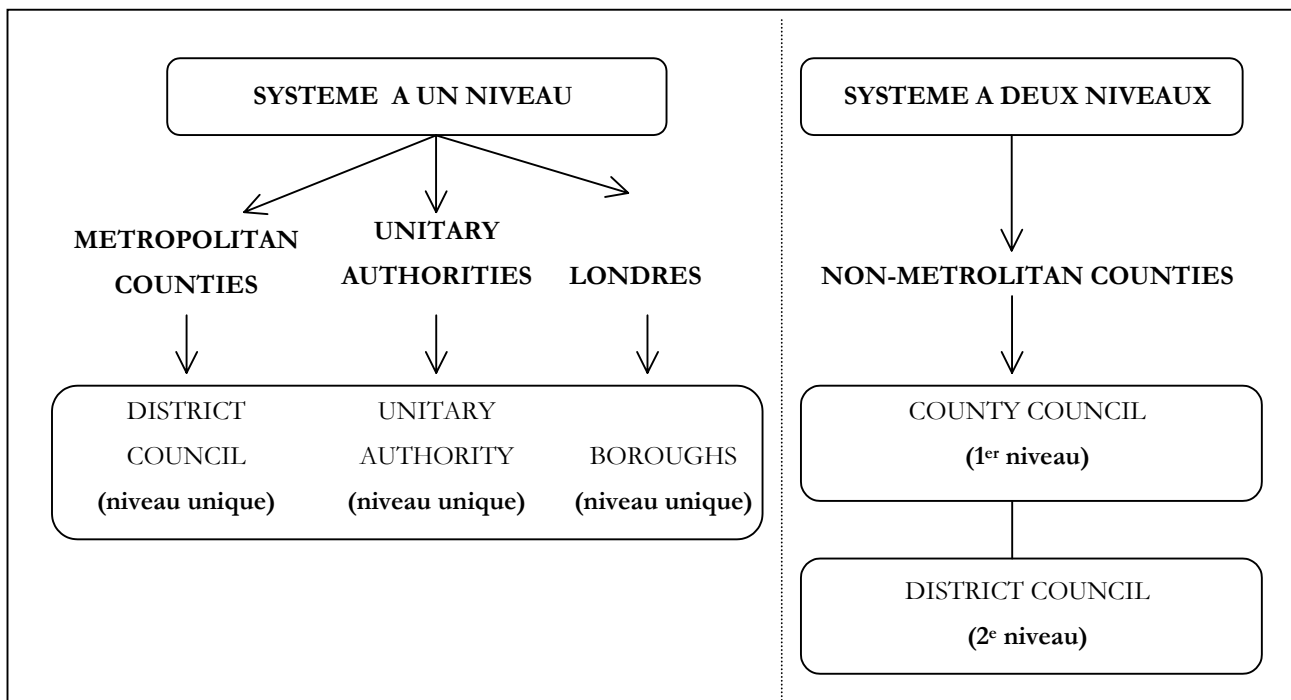 SYSTEME A UN NIVEAU
METROPOLITAN
COUNTIES
UNITARY
AUTHORITIES
LONDRES
DISTRICT
COUNCIL
(niveau unique)
UNITARY
AUTHORITY
(niveau unique)
BOROUGHS
(niveau unique)
SYSTEME A DEUX NIVEAUX
NON-METROLITAN COUNTIES
COUNTY COUNCIL
(1er niveau)
DISTRICT COUNCIL
(2e niveau)